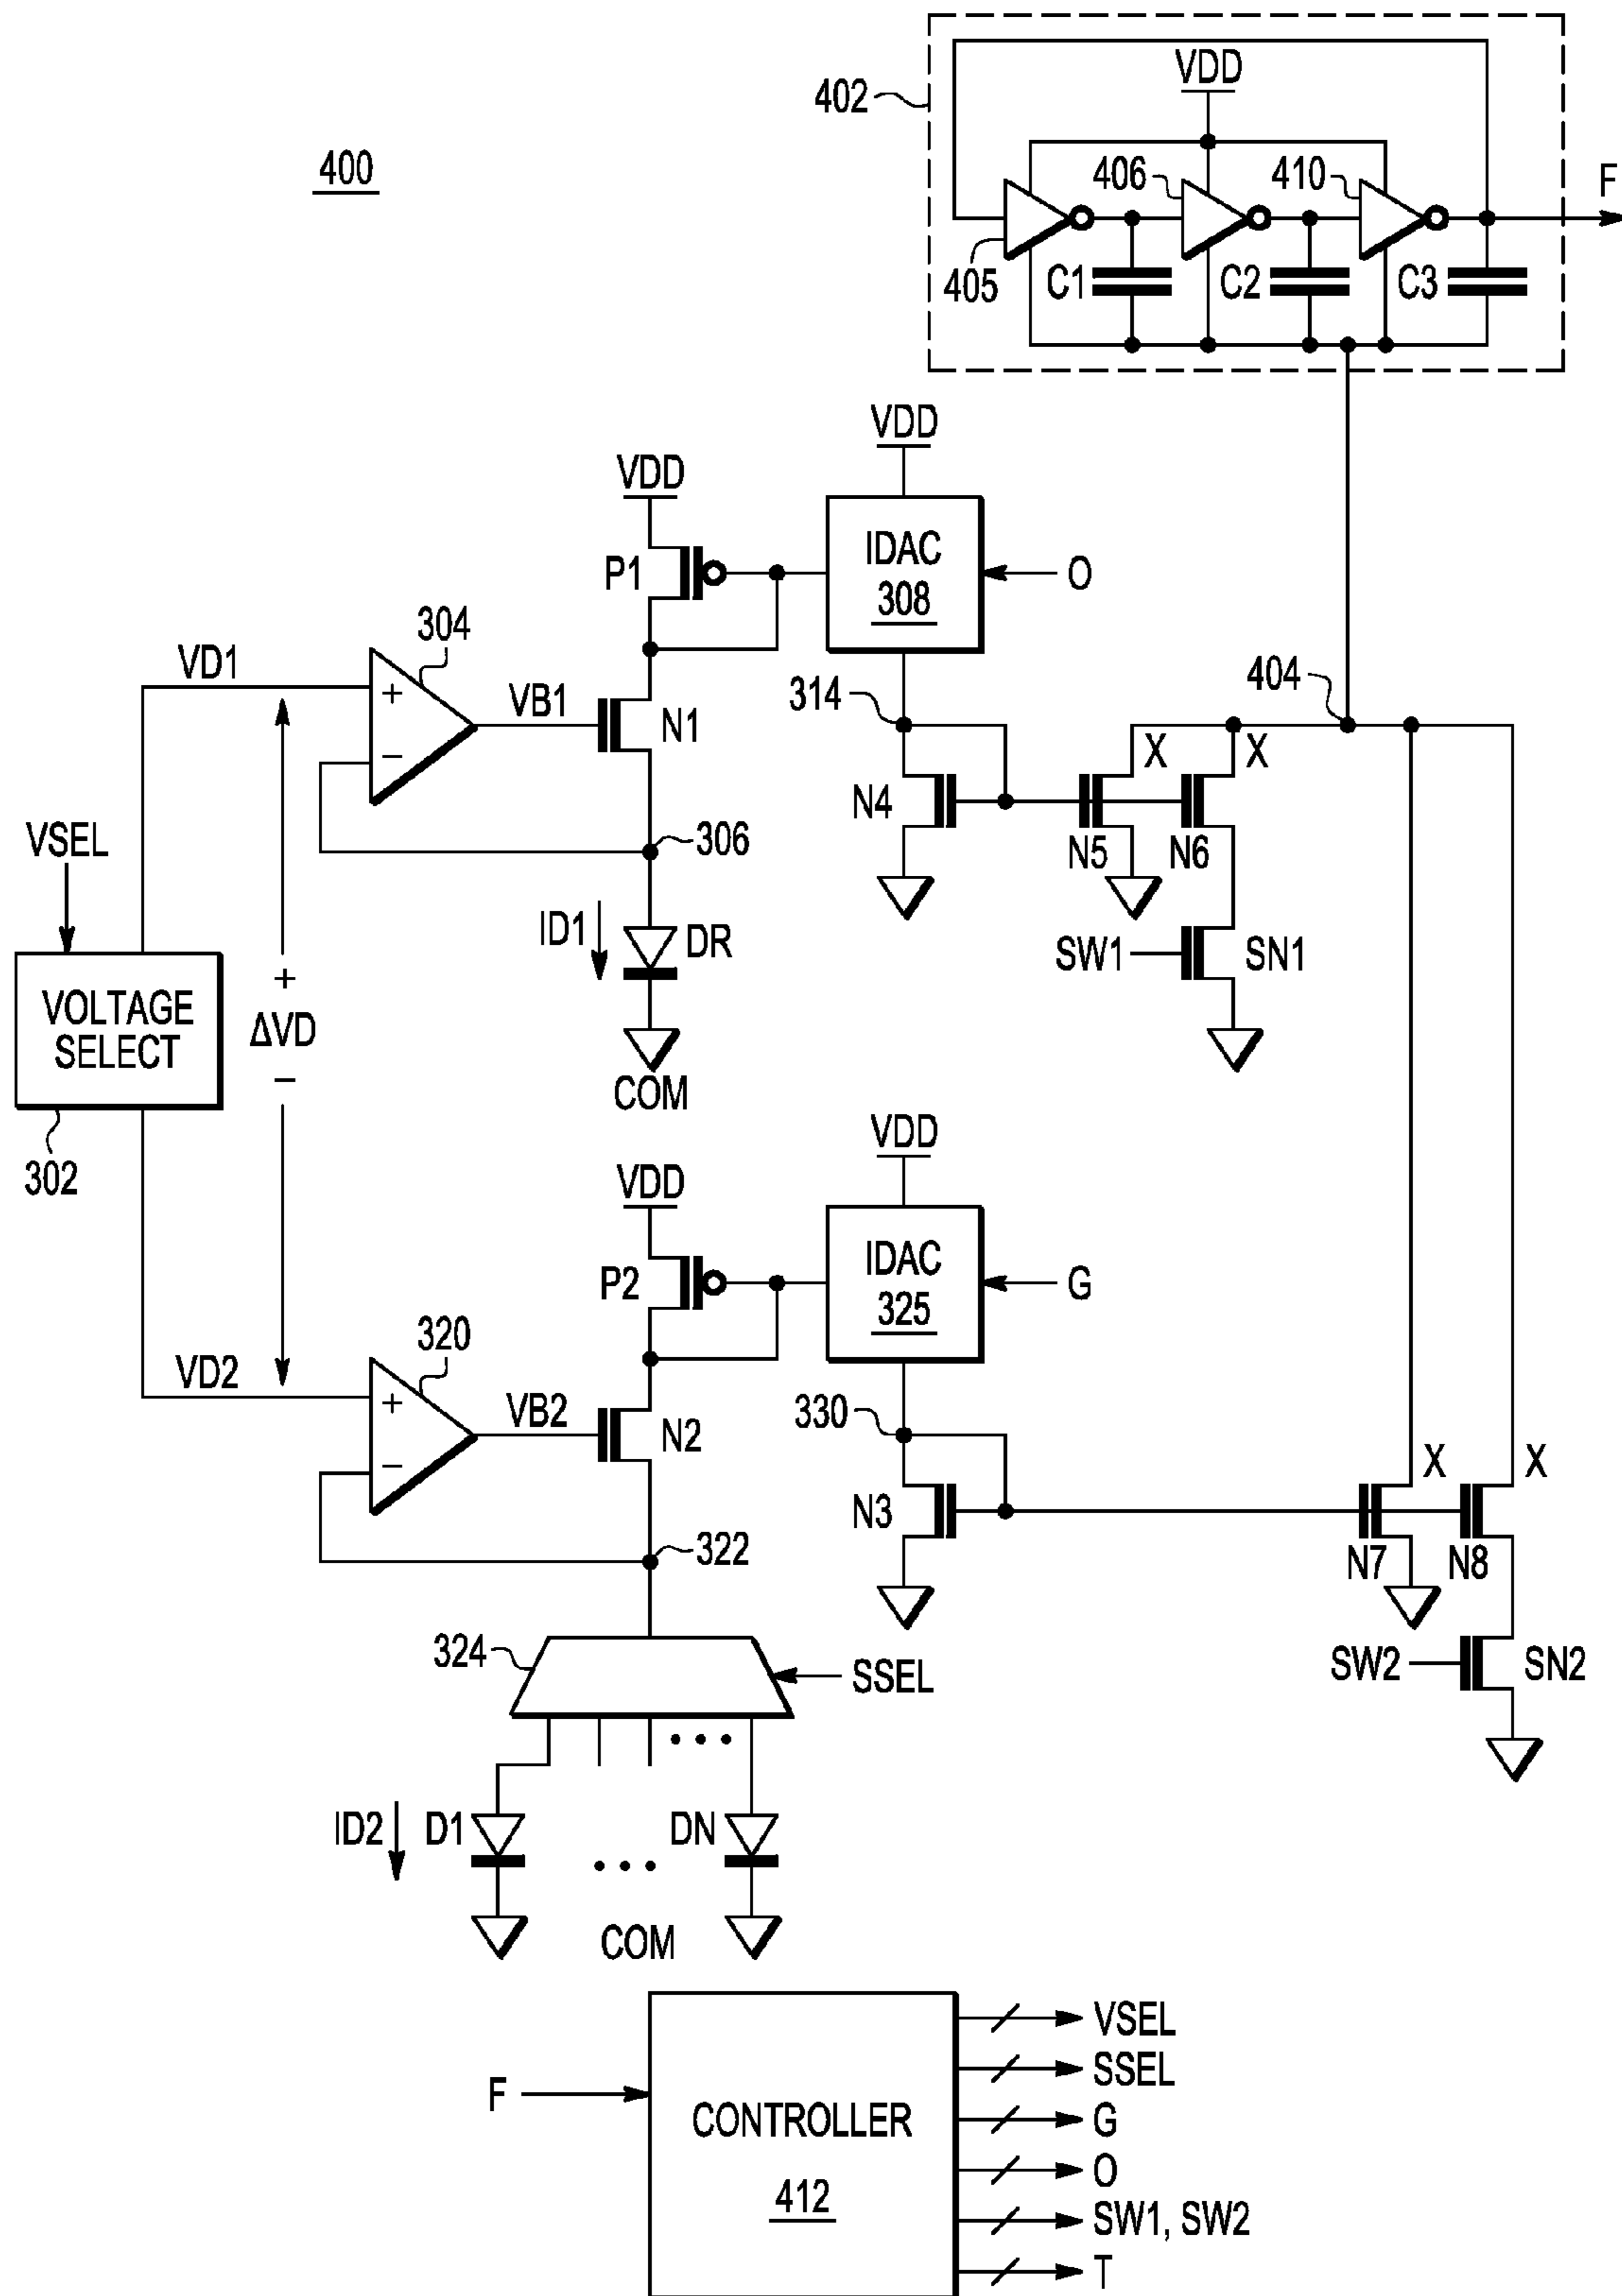 400
402
VDD
405
406
410
F
C1
C2
C3
VDD
VDD
P1
IDAC
308
O
304
VD1
+
−
VB1
N1
314
404
X
X
N4
N5
N6
306
VSEL
ID1
DR
SW1
SN1
VOLTAGE
SELECT
+
ΔVD
−
COM
302
VDD
VDD
P2
IDAC
325
G
320
VD2
+
−
VB2
N2
330
X
X
N3
N7
N8
322
324
SSEL
SW2
SN2
• • •
ID2
D1
DN
• • •
COM
F
CONTROLLER
412
VSEL
SSEL
G
O
SW1, SW2
T